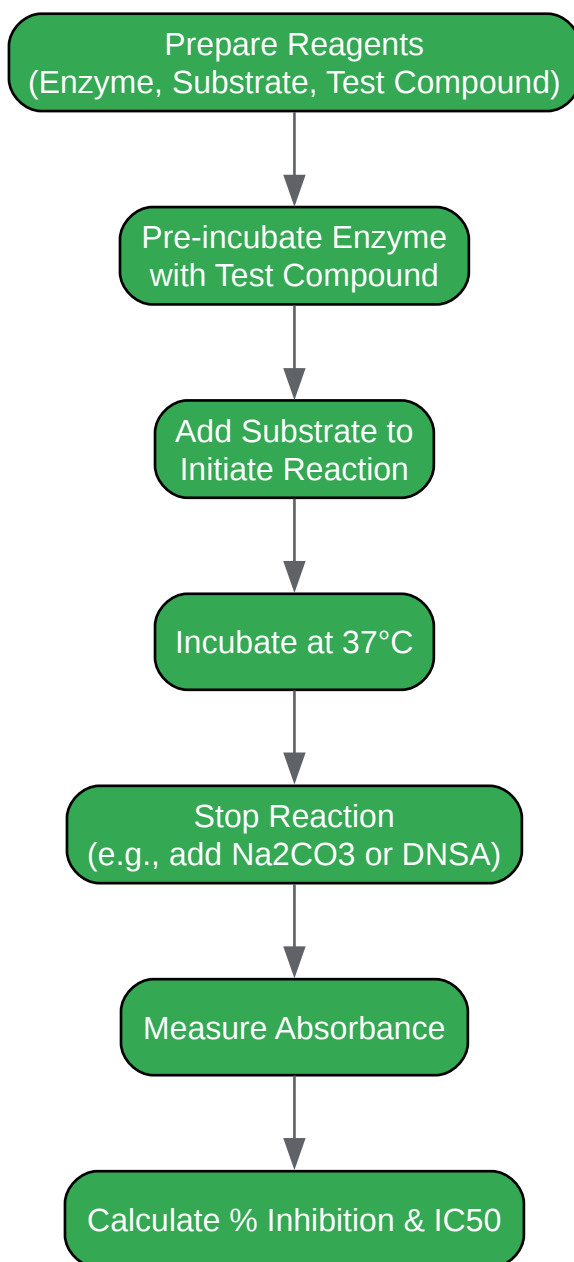 Prepare Reagents
(Enzyme, Substrate, Test Compound)
Pre-incubate Enzyme
with Test Compound
Add Substrate to
Initiate Reaction
Incubate at 37°C
Stop Reaction
(e.g., add Na2CO3 or DNSA)
Measure Absorbance
Calculate % Inhibition & IC50